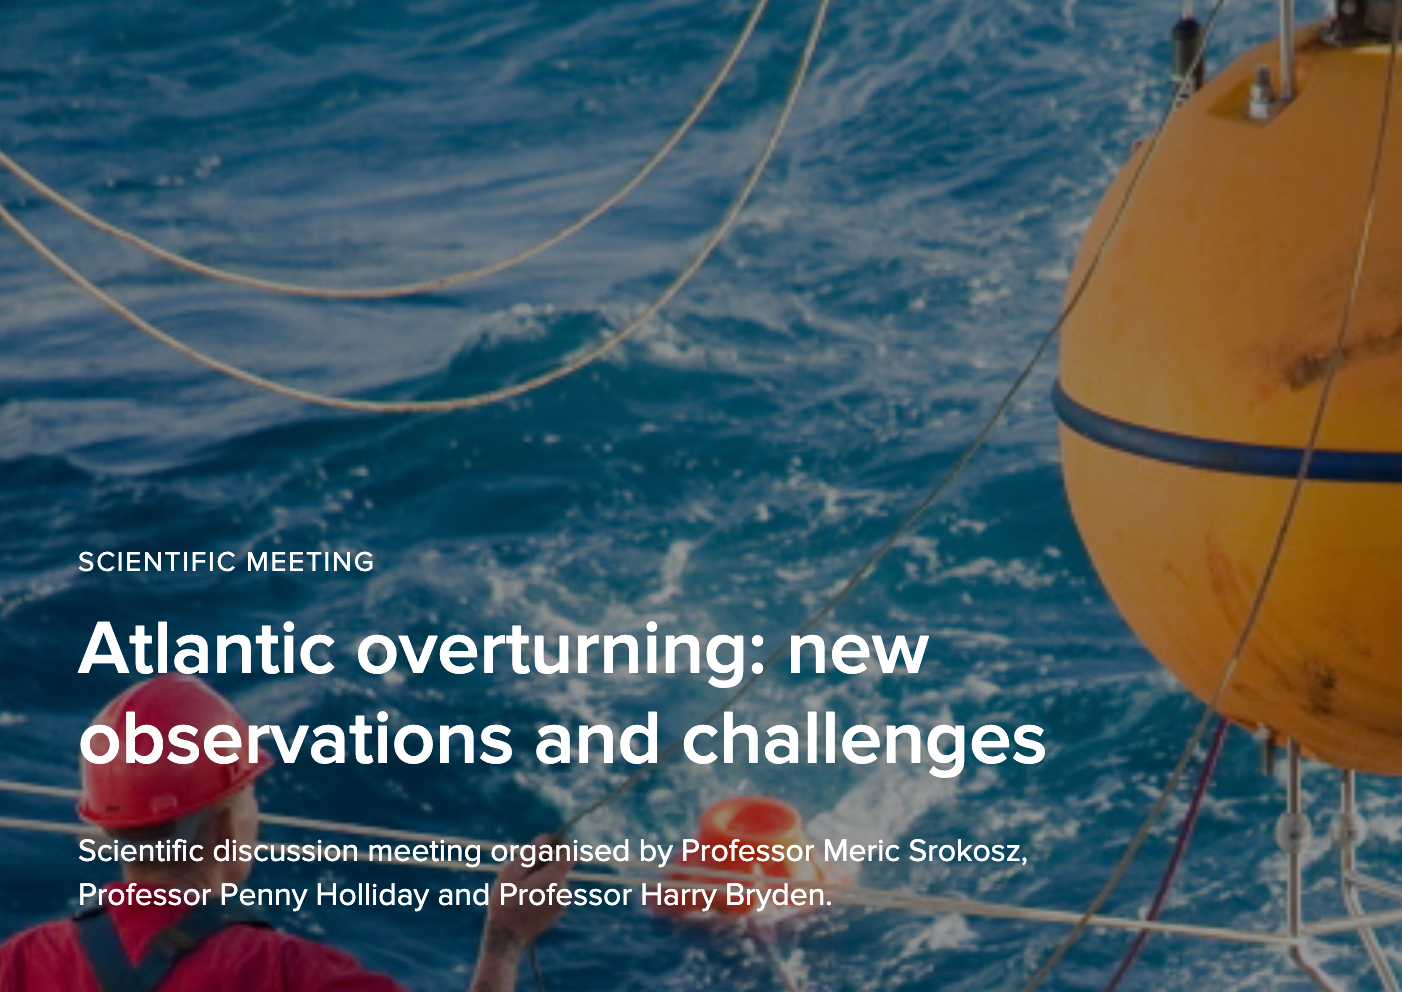 SCIENTIFIC MEETING
Atlantic overturning: new
observations and challenges
Scientific discussion meeting organised by Professor Meric Srokosz,
Professor Penny Holliday and Professor Harry Bryden.